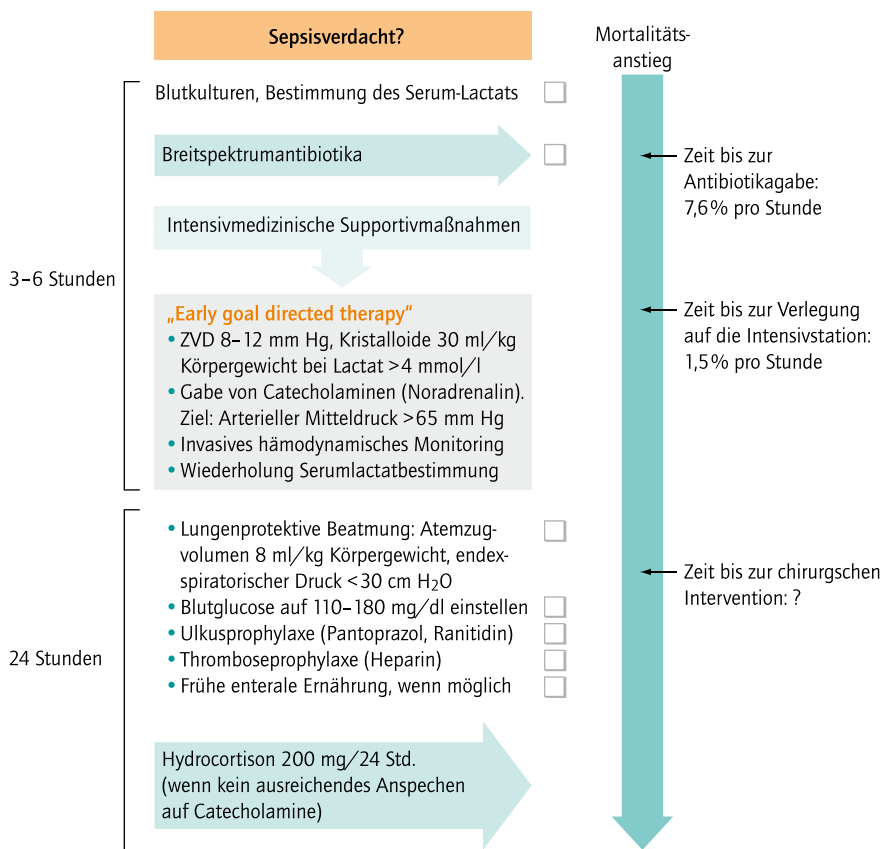 Sepsisverdacht?
Mortalitäts-
anstieg
3–6 Stunden
Blutkulturen, Bestimmung des Serum-Lactats
Breitspektrumantibiotika
Zeit bis zur
Antibiotikagabe:
7,6% pro Stunde
Intensivmedizinische Supportivmaßnahmen
„Early goal directed therapy“
• ZVD 8–12 mm Hg, Kristalloide 30 ml/kg
Körpergewicht bei Lactat >4 mmol/l
• Gabe von Catecholaminen (Noradrenalin).
Ziel: Arterieller Mitteldruck >65 mm Hg
• Invasives hämodynamisches Monitoring
• Wiederholung Serumlactatbestimmung
Zeit bis zur Verlegung
auf die Intensivstation:
1,5% pro Stunde
24 Stunden
• Lungenprotektive Beatmung: Atemzug-
volumen 8 ml/kg Körpergewicht, endex-
spiratorischer Druck <30 cm H₂O
• Blutglucose auf 110–180 mg/dl einstellen
• Ulkusprophylaxe (Pantoprazol, Ranitidin)
• Thromboseprophylaxe (Heparin)
• Frühe enterale Ernährung, wenn möglich
Zeit bis zur chirurgschen
Intervention: ?
Hydrocortison 200 mg/24 Std.
(wenn kein ausreichendes Anspechen
auf Catecholamine)